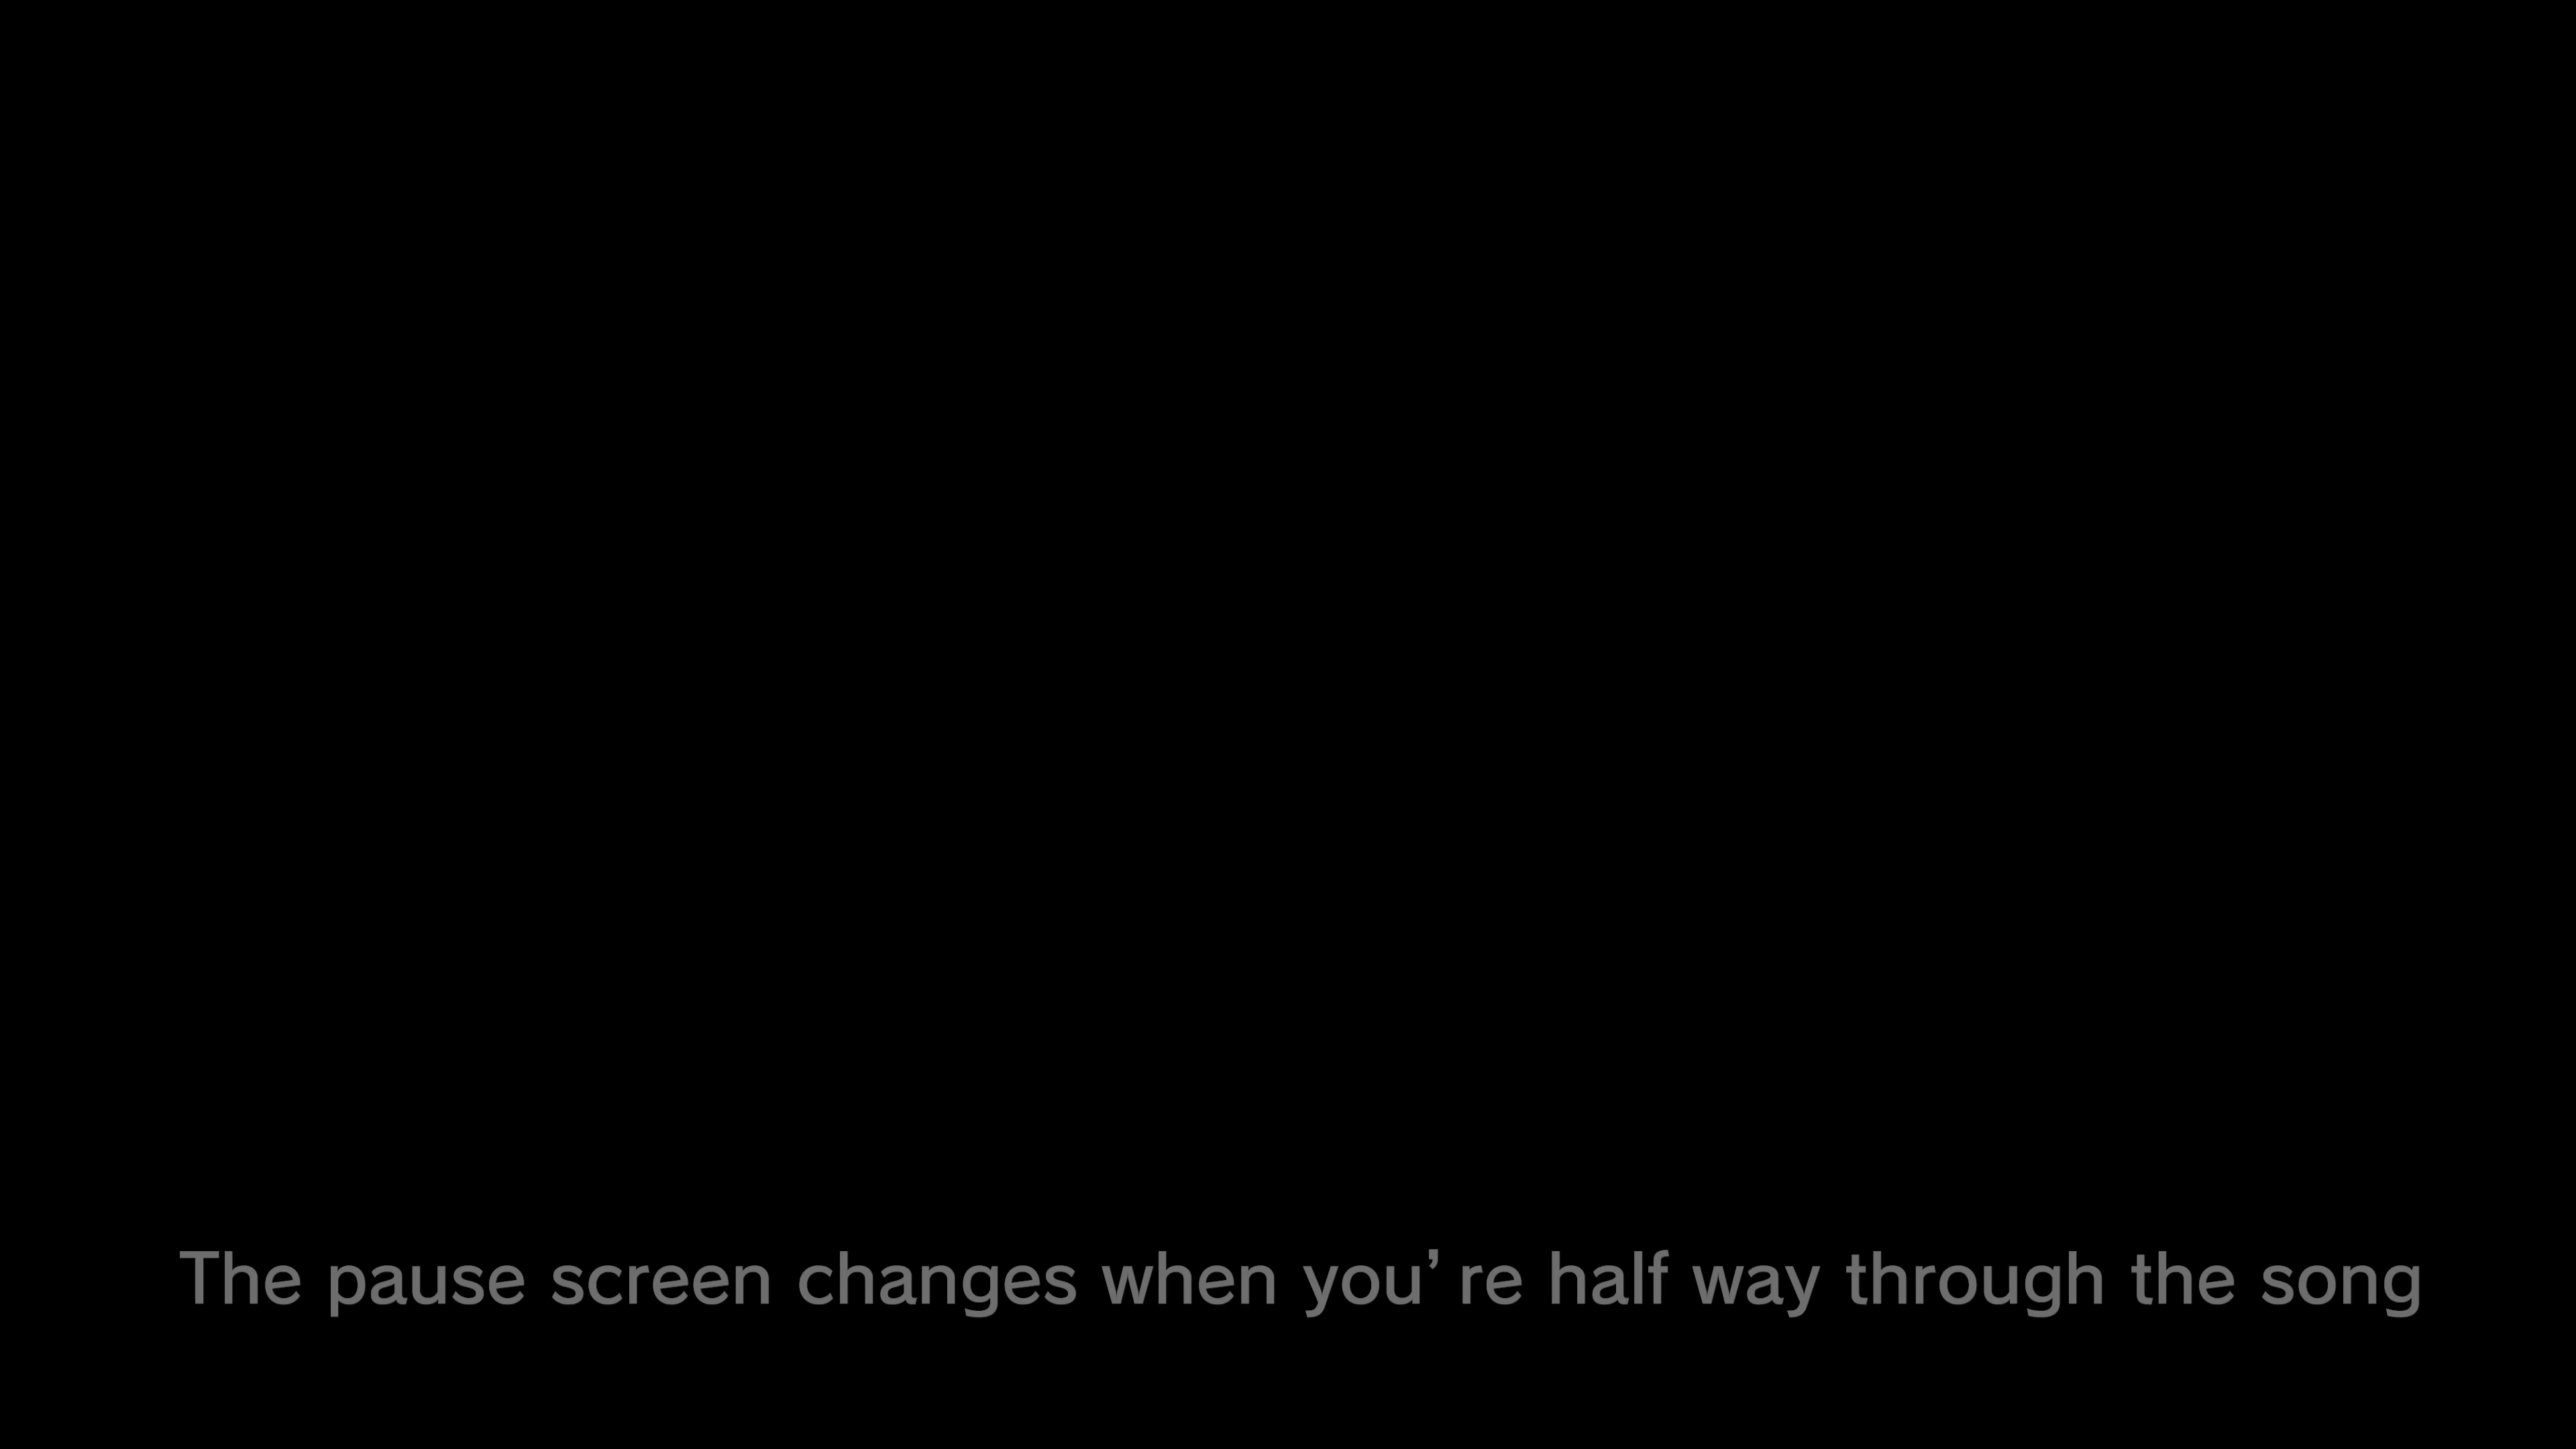 The pause screen changes when you’re half way through the song